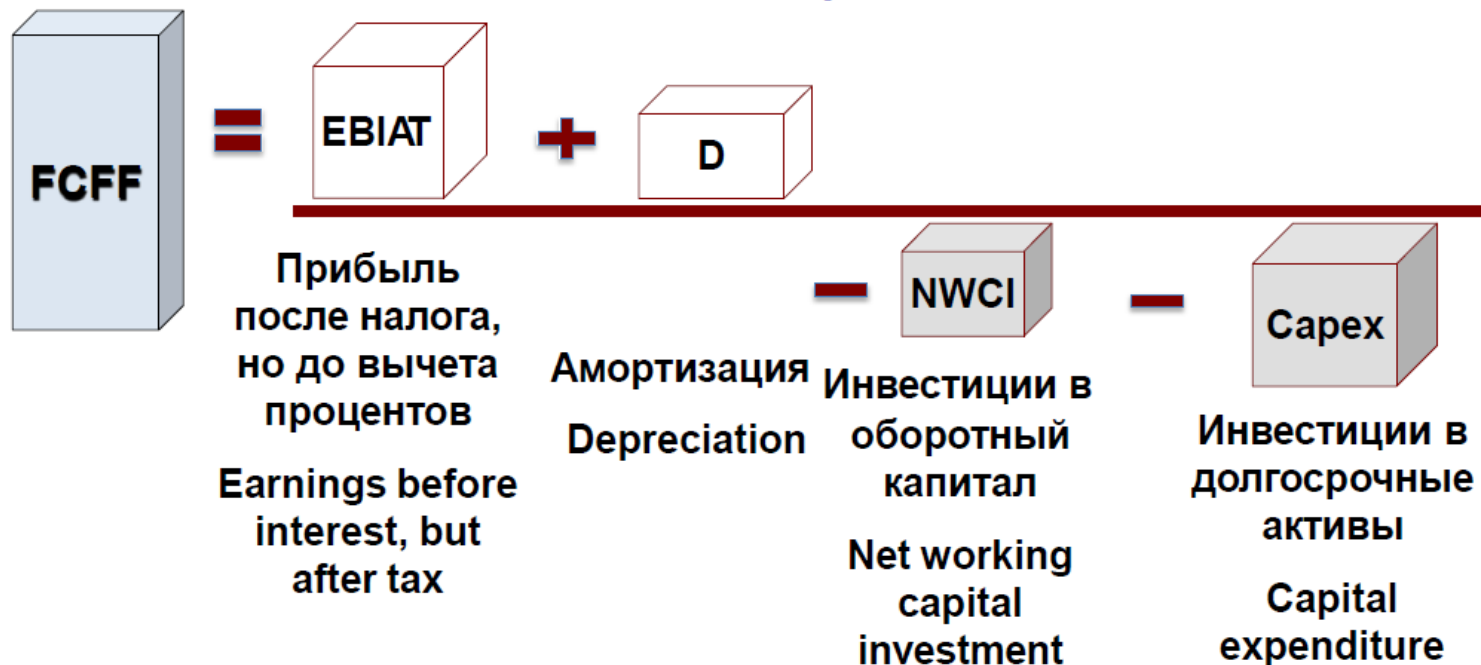 FCFF
=
EBIAT
+
D
Прибыль
после налога,
но до вычета
процентов
Earnings before
interest, but
after tax
Амортизация
Depreciation
−
NWCI
Инвестиции в
оборотный
капитал
Net working
capital
investment
−
Capex
Инвестиции в
долгосрочные
активы
Capital
expenditure